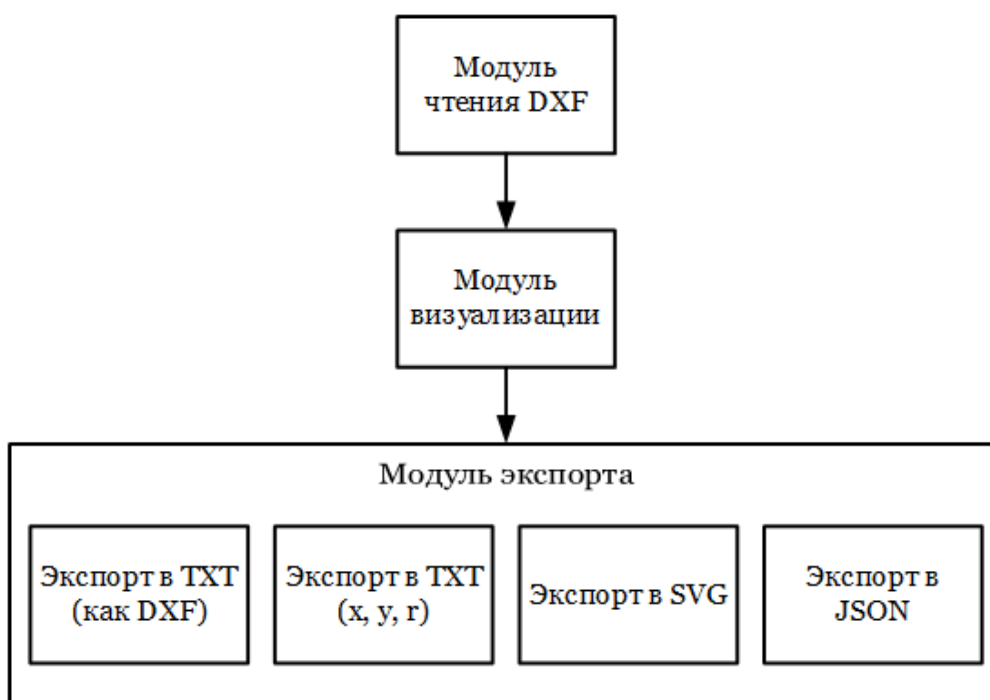 Модуль
чтения DXF
Модуль
визуализации
Модуль экспорта
Экспорт в TXT
(как DXF)
Экспорт в TXT
(x, y, r)
Экспорт в SVG
Экспорт в
JSON